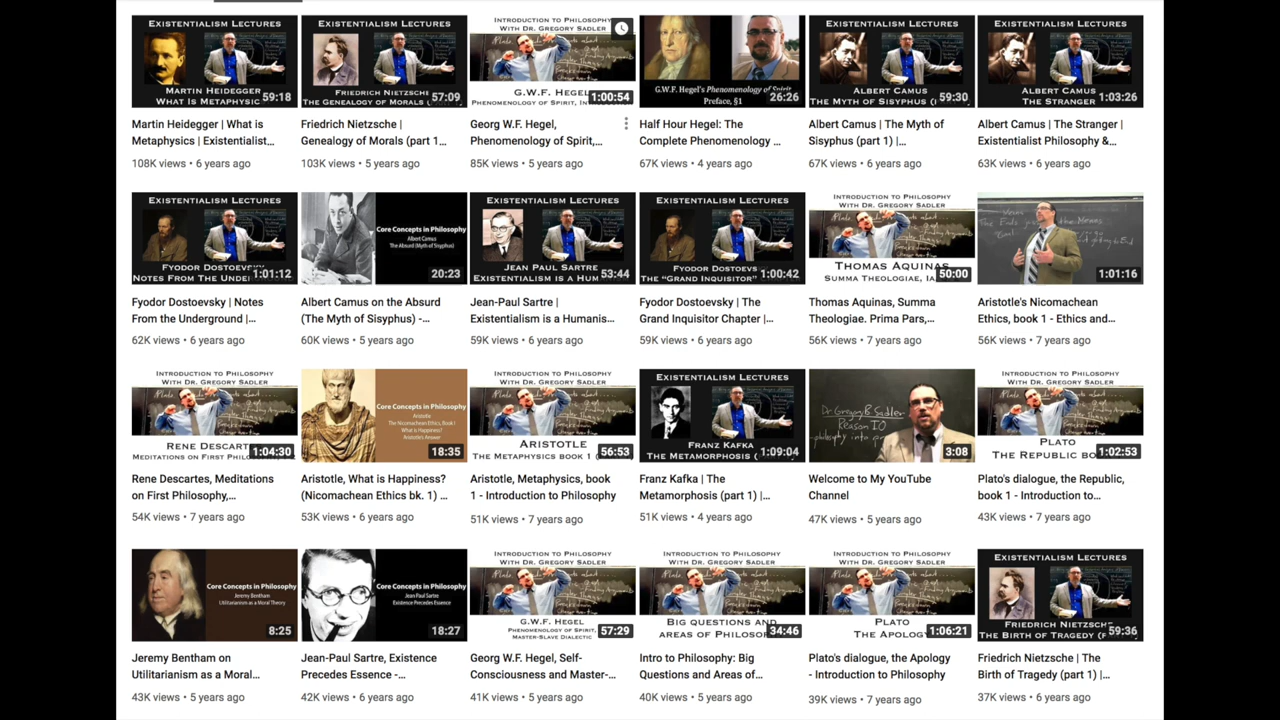 EXISTENTIALISM LECTURES
MARTIN HEIDEGGER
WHAT IS METAPHYSIC
59:18
Martin Heidegger | What is
Metaphysics | Existentialist...
108K views • 6 years ago
EXISTENTIALISM LECTURES
FRIEDRICH NIETZSCHE
THE GENEALOGY OF MORALS
57:09
Friedrich Nietzsche |
Genealogy of Morals (part 1...
103K views • 5 years ago
INTRODUCTION TO PHILOSOPHY
WITH DR. GREGORY SADLER
G.W.F. HEGEL
PHENOMENOLOGY OF SPIRIT,
1:00:54
Georg W.F. Hegel,
Phenomenology of Spirit,...
85K views • 5 years ago
G.W.F. HEGEL's Phenomenology of Spirit
Preface, §1
26:26
Half Hour Hegel: The
Complete Phenomenology ...
67K views • 4 years ago
EXISTENTIALISM LECTURES
ALBERT CAMUS
THE MYTH OF SISYPHUS
59:30
Albert Camus | The Myth of
Sisyphus (part 1) |...
67K views • 6 years ago
EXISTENTIALISM LECTURES
ALBERT CAMUS
THE STRANGER
1:03:26
Albert Camus | The Stranger |
Existentialist Philosophy &...
63K views • 6 years ago
EXISTENTIALISM LECTURES
FYODOR DOSTOEVSKY
NOTES FROM THE UNDER
1:01:12
Fyodor Dostoevsky | Notes
From the Underground |...
62K views • 6 years ago
Core Concepts in Philosophy
Albert Camus
The Absurd (Myth of Sisyphus)
20:23
Albert Camus on the Absurd
(The Myth of Sisyphus) -...
60K views • 5 years ago
EXISTENTIALISM LECTURES
JEAN PAUL SARTRE
EXISTENTIALISM IS A HUM
53:44
Jean-Paul Sartre |
Existentialism is a Humanis...
59K views • 6 years ago
EXISTENTIALISM LECTURES
FYODOR DOSTOEVS
THE "GRAND INQUISITOR"
1:00:42
Fyodor Dostoevsky | The
Grand Inquisitor Chapter |...
59K views • 6 years ago
INTRODUCTION TO PHILOSOPHY
WITH DR. GREGORY SADLER
THOMAS AQUINAS
SUMMA THEOLOGIAE, IA
50:00
Thomas Aquinas, Summa
Theologiae. Prima Pars,...
56K views • 7 years ago
1:01:16
Aristotle's Nicomachean
Ethics, book 1 - Ethics and...
56K views • 7 years ago
INTRODUCTION TO PHILOSOPHY
WITH DR. GREGORY SADLER
RENE DESCART
MEDITATIONS ON FIRST PHILO
1:04:30
Rene Descartes, Meditations
on First Philosophy,...
54K views • 7 years ago
Core Concepts in Philosophy
Aristotle
The Nicomachean Ethics, Book I
What is Happiness?
Aristotle's Answer
18:35
Aristotle, What is Happiness?
(Nicomachean Ethics bk. 1) ...
53K views • 6 years ago
INTRODUCTION TO PHILOSOPHY
WITH DR. GREGORY SADLER
ARISTOTLE
THE METAPHYSICS BOOK 1
56:53
Aristotle, Metaphysics, book
1 - Introduction to Philosophy
51K views • 7 years ago
EXISTENTIALISM LECTURES
FRANZ KAFKA
THE METAMORPHOSIS
1:09:04
Franz Kafka | The
Metamorphosis (part 1) |...
51K views • 4 years ago
Dr Gregory B Sadler
Reason IO
philosophy into pr
3:08
Welcome to My YouTube
Channel
47K views • 5 years ago
INTRODUCTION TO PHILOSOPHY
WITH DR. GREGORY SADLER
PLATO
THE REPUBLIC BO
1:02:53
Plato's dialogue, the Republic,
book 1 - Introduction to...
43K views • 7 years ago
Core Concepts in Philosophy
Jeremy Bentham
Utilitarianism as a Moral Theory
8:25
Jeremy Bentham on
Utilitarianism as a Moral...
43K views • 5 years ago
Core Concepts in Philosophy
Jean-Paul Sartre
Existence Precedes Essence
18:27
Jean-Paul Sartre, Existence
Precedes Essence -...
42K views • 6 years ago
INTRODUCTION TO PHILOSOPHY
WITH DR. GREGORY SADLER
G.W.F. HEGEL
PHENOMENOLOGY OF SPIRIT,
MASTER-SLAVE DIALECTIC
57:29
Georg W.F. Hegel, Self-
Consciousness and Master-...
41K views • 5 years ago
INTRODUCTION TO PHILOSOPHY
WITH DR. GREGORY SADLER
BIG QUESTIONS AND
AREAS OF PHILOSO
34:46
Intro to Philosophy: Big
Questions and Areas of...
40K views • 5 years ago
INTRODUCTION TO PHILOSOPHY
WITH DR. GREGORY SADLER
PLATO
THE APOLOGY
1:06:21
Plato's dialogue, the Apology
- Introduction to Philosophy
39K views • 7 years ago
EXISTENTIALISM LECTURES
FRIEDRICH NIETZSCHE
THE BIRTH OF TRAGEDY
59:36
Friedrich Nietzsche | The
Birth of Tragedy (part 1) |...
37K views • 6 years ago